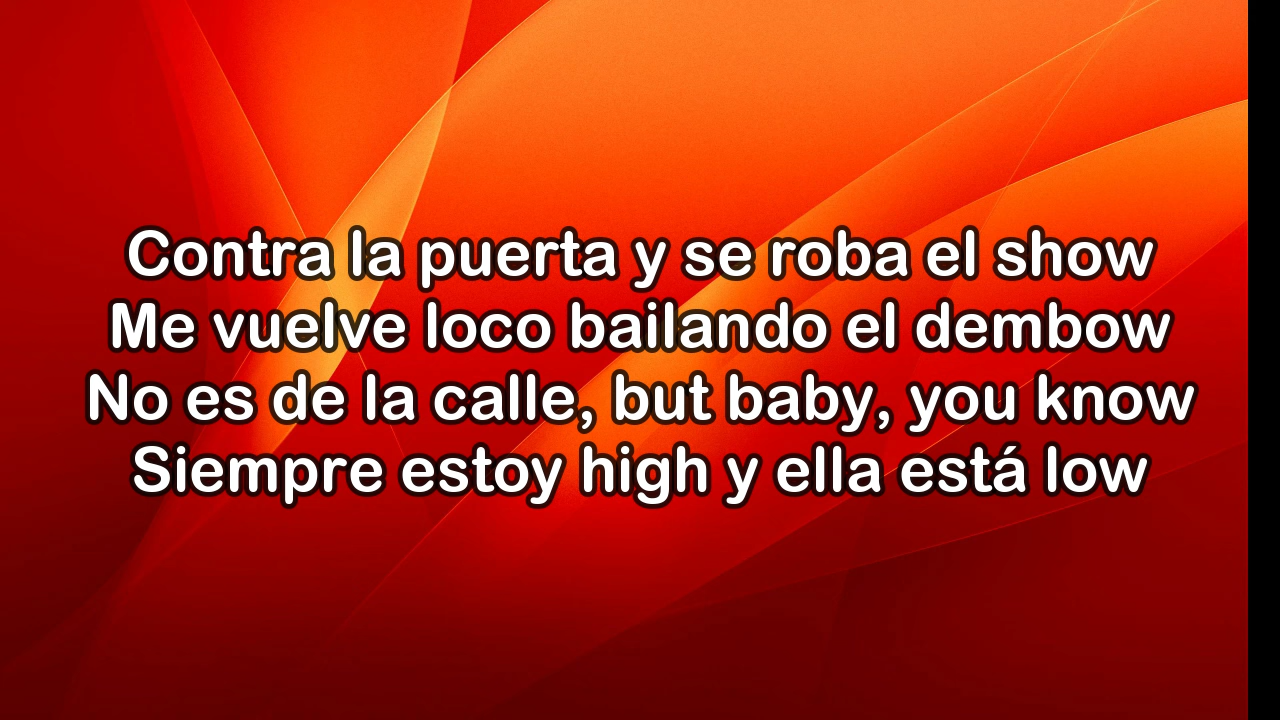 Contra la puerta y se roba el show
Me vuelve loco bailando el dembow
No es de la calle, but baby, you know
Siempre estoy high y ella está low